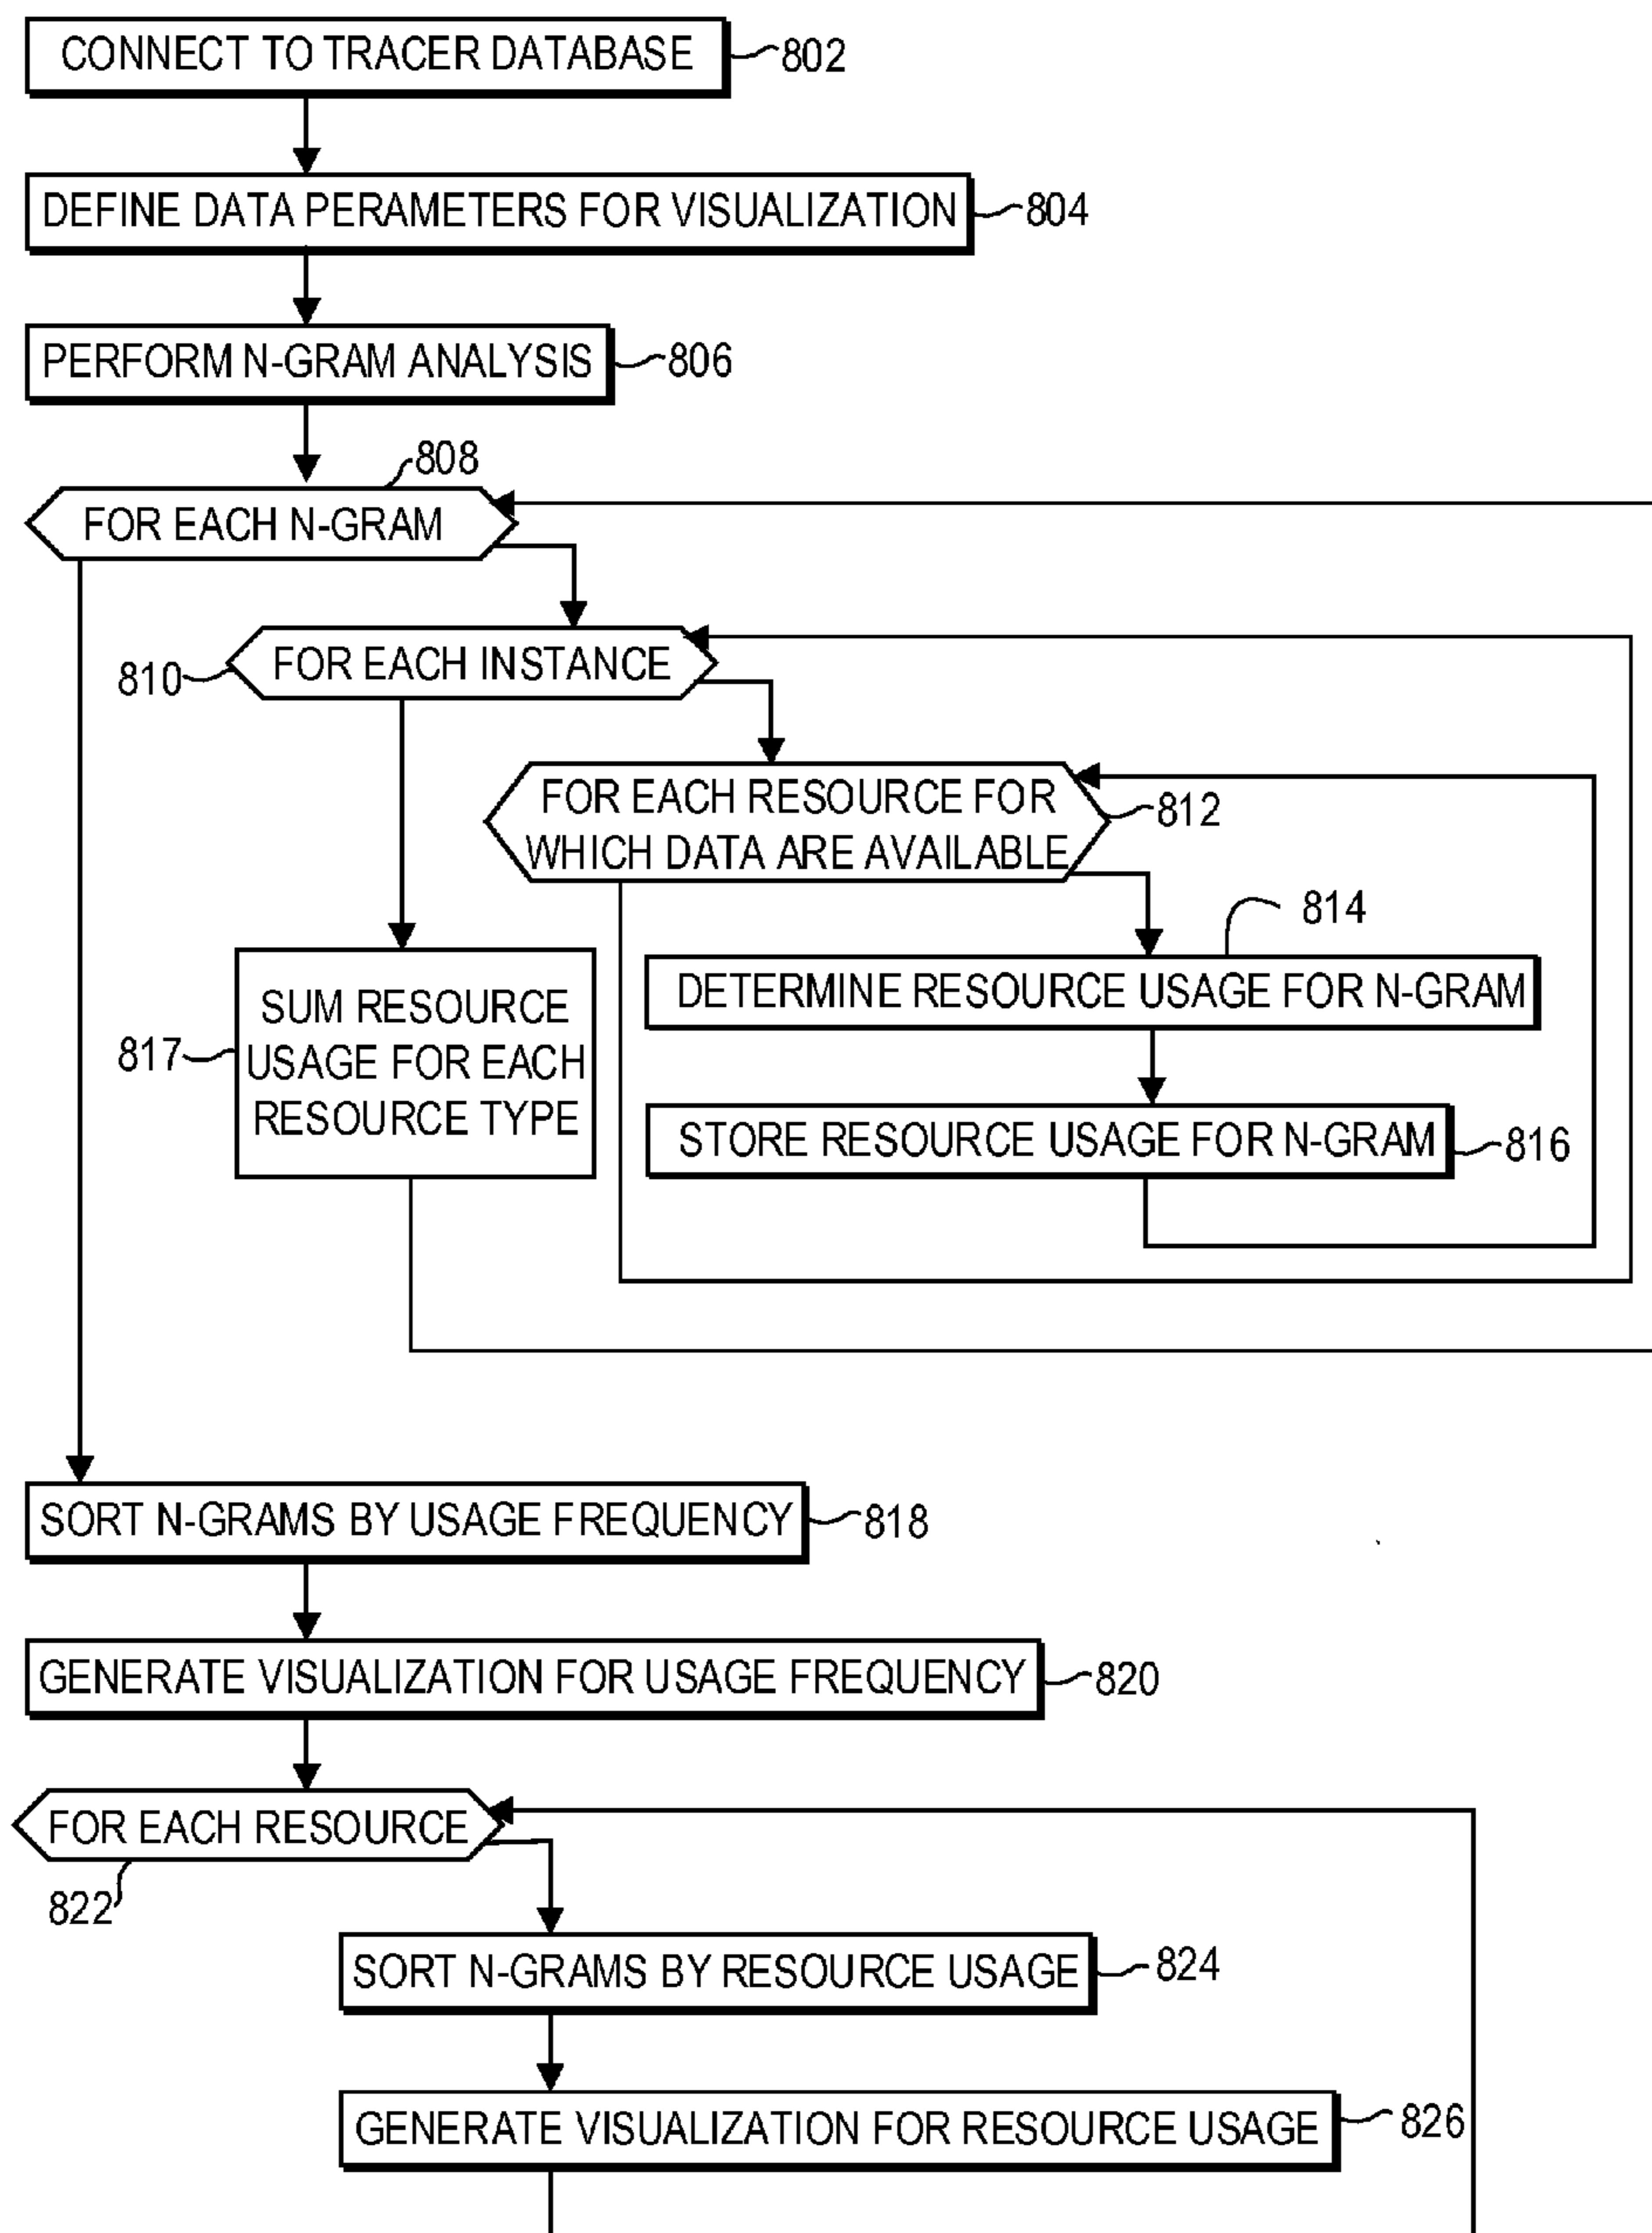 CONNECT TO TRACER DATABASE
802
DEFINE DATA PERAMETERS FOR VISUALIZATION
804
PERFORM N-GRAM ANALYSIS
806
808
FOR EACH N-GRAM
FOR EACH INSTANCE
810
FOR EACH RESOURCE FOR
WHICH DATA ARE AVAILABLE
812
814
DETERMINE RESOURCE USAGE FOR N-GRAM
SUM RESOURCE
USAGE FOR EACH
RESOURCE TYPE
817
STORE RESOURCE USAGE FOR N-GRAM
816
SORT N-GRAMS BY USAGE FREQUENCY
818
GENERATE VISUALIZATION FOR USAGE FREQUENCY
820
FOR EACH RESOURCE
822
SORT N-GRAMS BY RESOURCE USAGE
824
GENERATE VISUALIZATION FOR RESOURCE USAGE
826